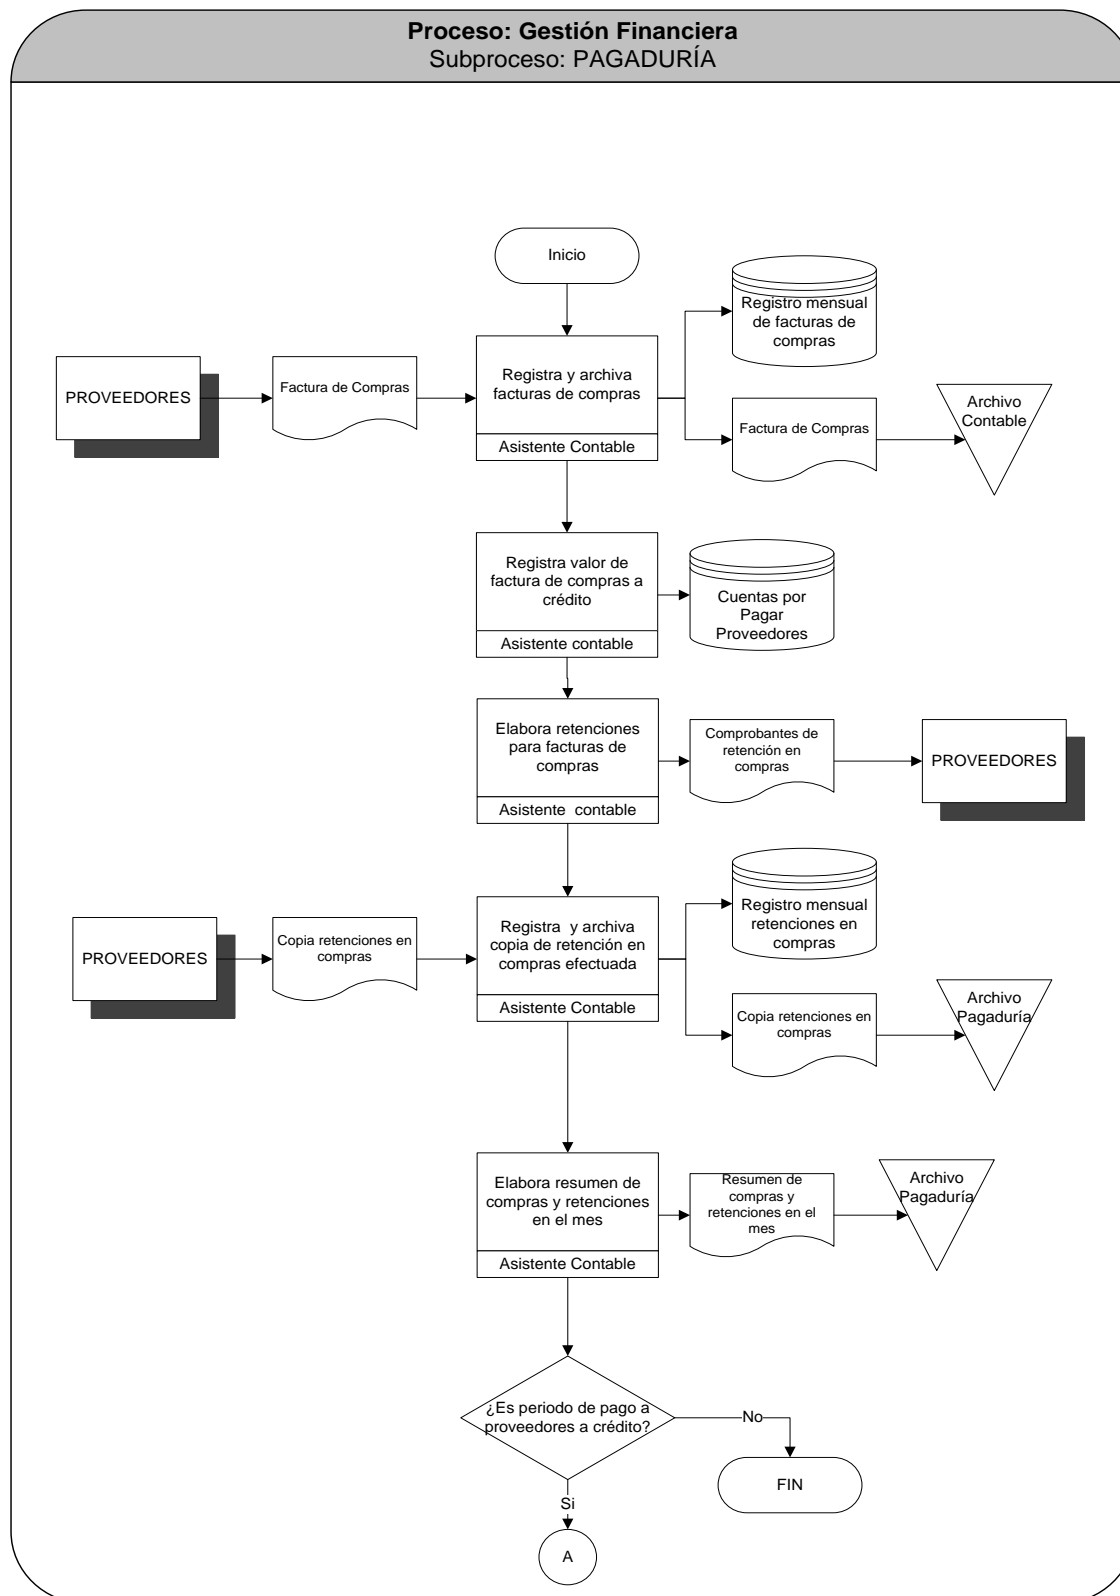 Proceso: Gestión Financiera
Subproceso: PAGADURÍA
Inicio
PROVEEDORES
Factura de Compras
Registra y archiva
facturas de compras
Asistente Contable
Registro mensual
de facturas de
compras
Factura de Compras
Archivo
Contable
Registra valor de
factura de compras a
crédito
Asistente contable
Cuentas por
Pagar
Proveedores
Elabora retenciones
para facturas de
compras
Asistente  contable
Comprobantes de
retención en
compras
PROVEEDORES
PROVEEDORES
Copia retenciones en
compras
Registra  y archiva
copia de retención en
compras efectuada
Asistente Contable
Registro mensual
retenciones en
compras
Copia retenciones en
compras
Archivo
Pagaduría
Elabora resumen de
compras y retenciones
en el mes
Asistente Contable
Resumen de
compras y
retenciones en el
mes
Archivo
Pagaduría
¿Es periodo de pago a
proveedores a crédito?
No
FIN
Si
A